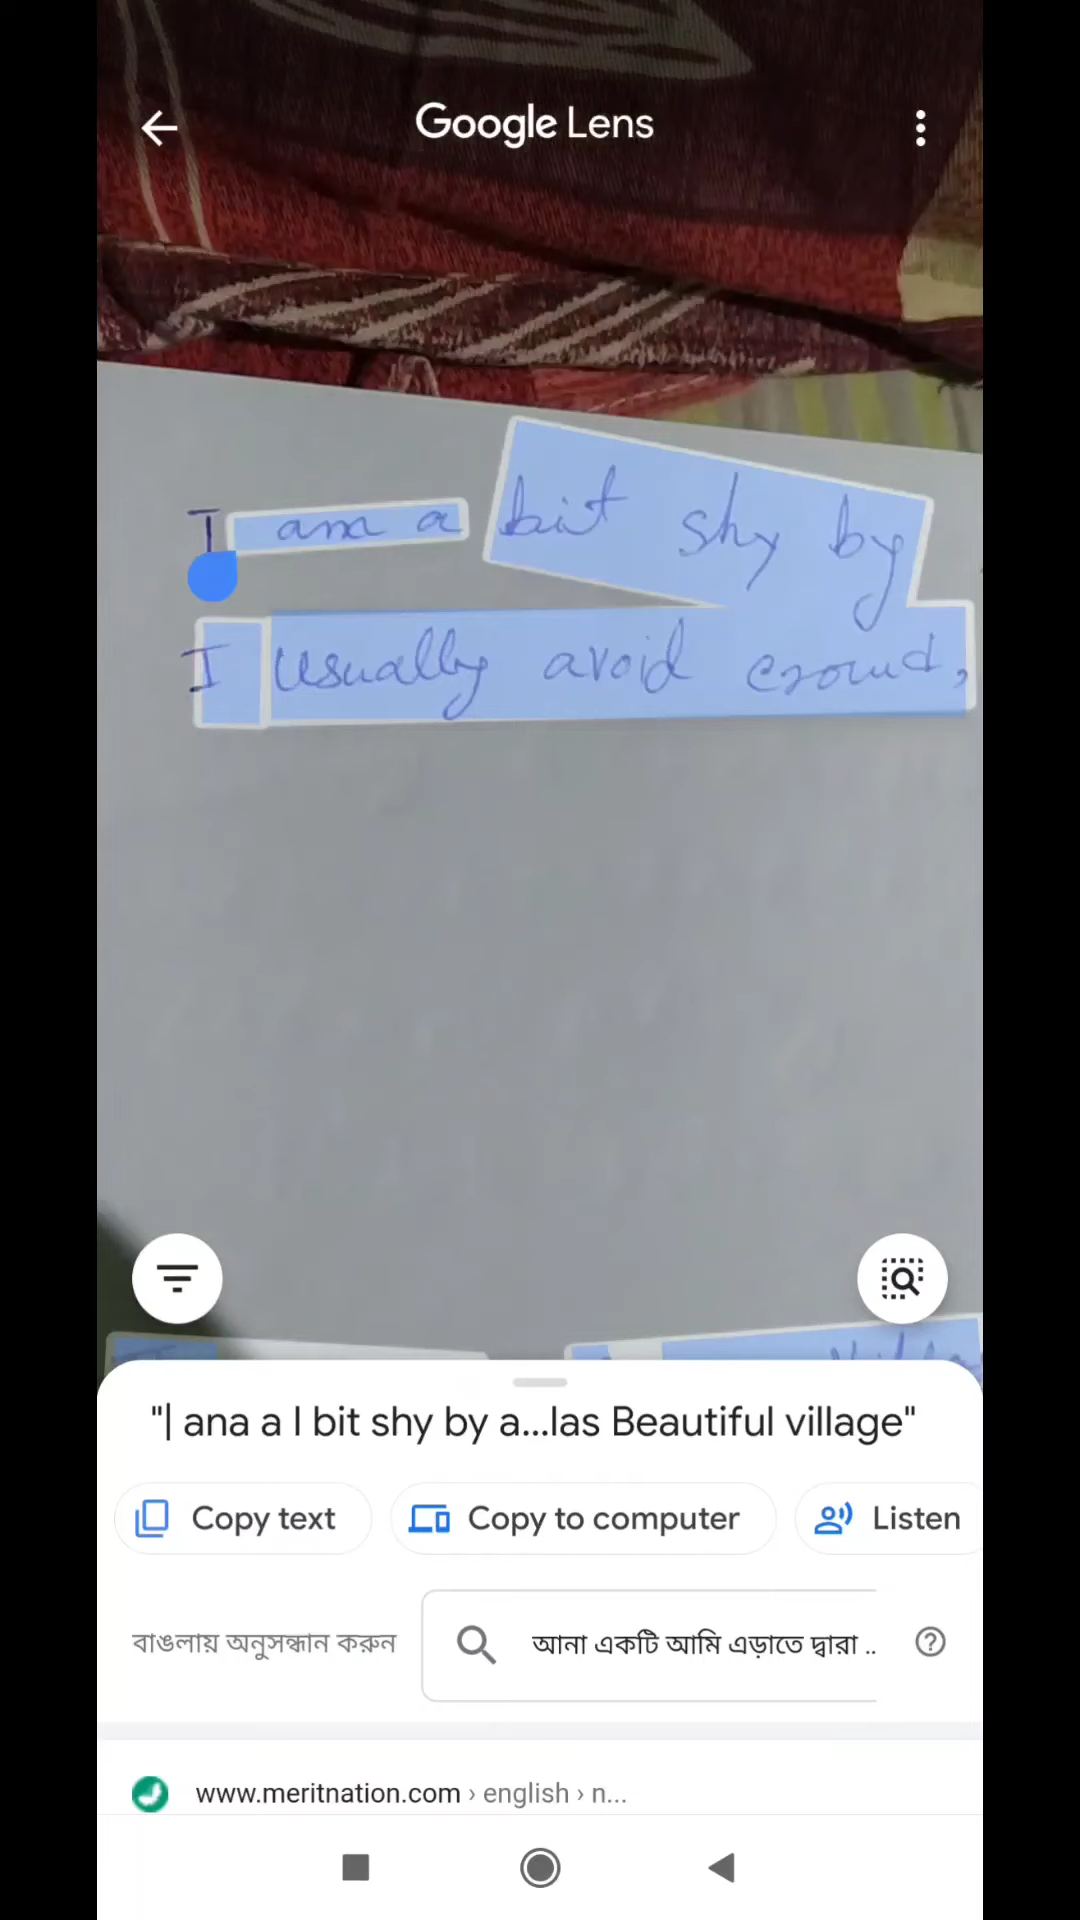 Google Lens
I am a bit shy by
I usually avoid crowd,
"| ana a I bit shy by a...las Beautiful village"
Copy text
Copy to computer
Listen
বাঙলায় অনুসন্ধান করুন
আনা একটি আমি এড়াতে দ্বারা ..
www.meritnation.com › english › n...